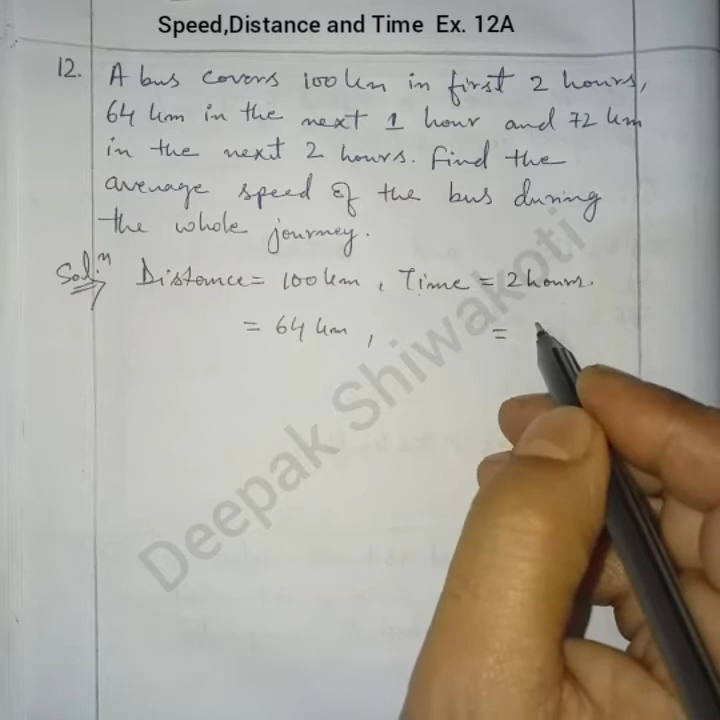 Speed,Distance and Time Ex. 12A
12. A bus covers 100 km in first 2 hours,
64 km in the next 1 hour and 72 km
in the next 2 hours. Find the
average speed of the bus during
the whole journey.
Solⁿ: Distance = 100 km, Time = 2 hours.
= 64 km, =
Deepak Shiwakoti